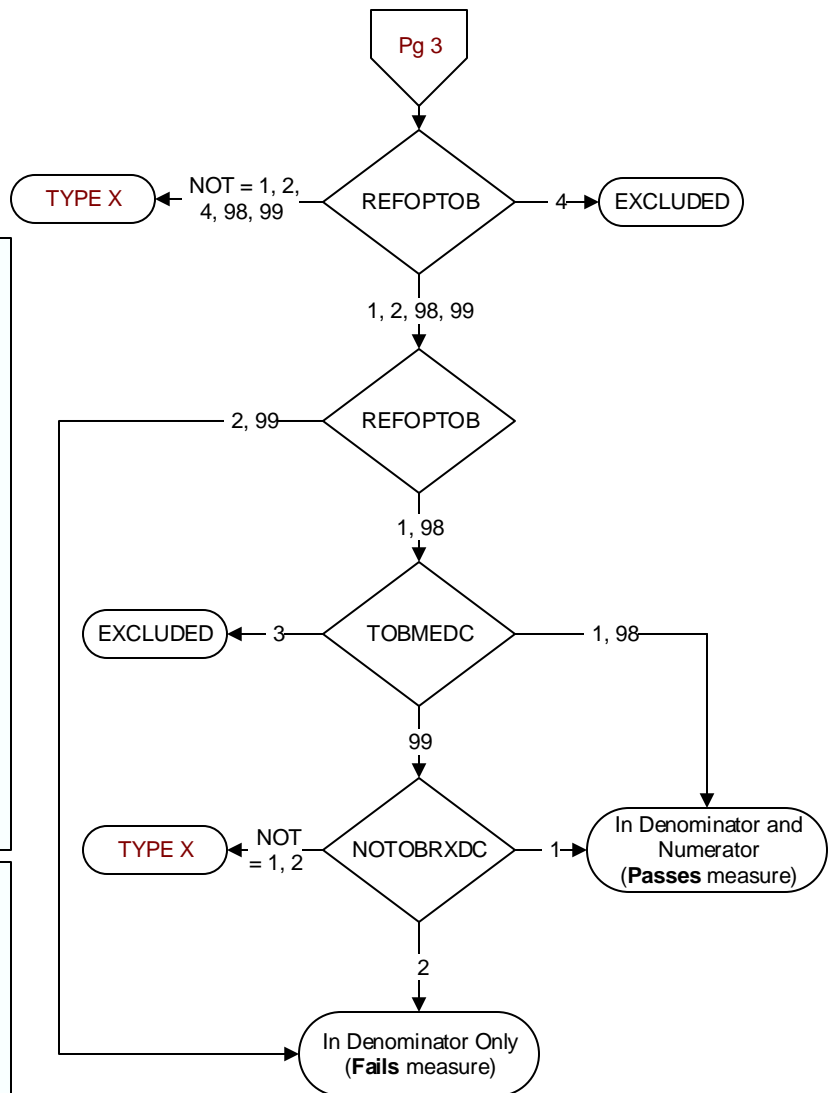 Pg 3
REFOPTOB
NOT = 1, 2,
4, 98, 99
TYPE X
4
EXCLUDED
1, 2, 98, 99
REFOPTOB
2, 99
1, 98
TOBMEDC
3
EXCLUDED
1, 98
99
NOTOBRXDC
NOT
= 1, 2
TYPE X
1
In Denominator and
Numerator
(Passes measure)
2
In Denominator Only
(Fails measure)